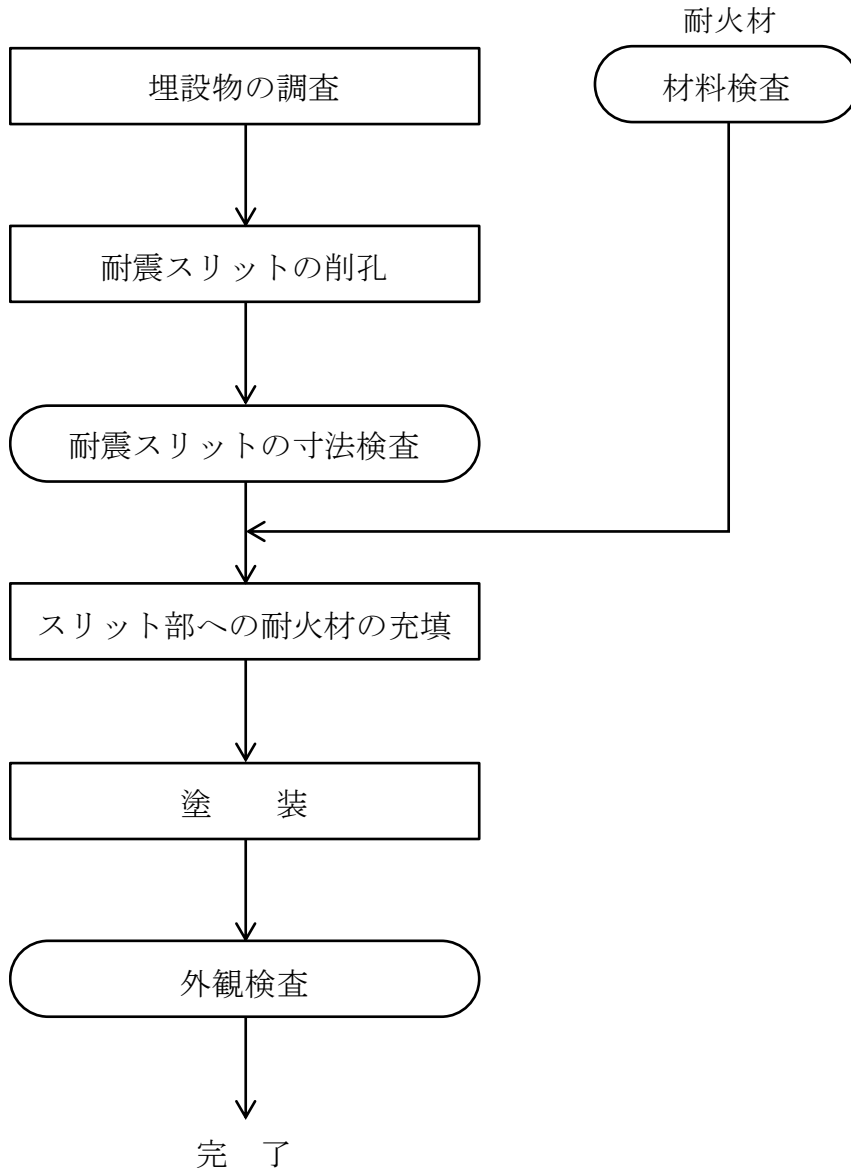 耐火材
埋設物の調査
材料検査
耐震スリットの削孔
耐震スリットの寸法検査
スリット部への耐火材の充填
塗　装
外観検査
完　了